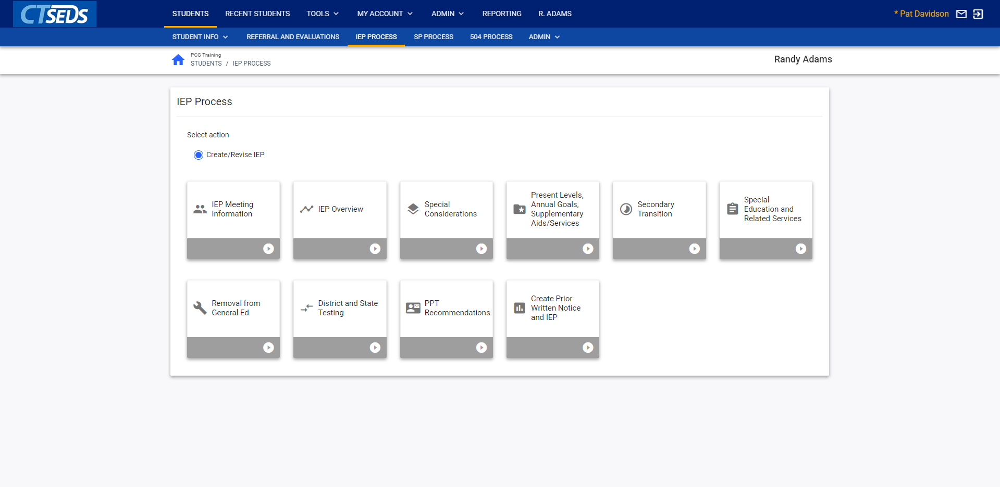 CTSEDS
STUDENTS RECENT STUDENTS TOOLS MY ACCOUNT ADMIN REPORTING R. ADAMS
* Pat Davidson
STUDENT INFO REFERRAL AND EVALUATIONS IEP PROCESS SP PROCESS 504 PROCESS ADMIN
PCG Training
STUDENTS / IEP PROCESS
Randy Adams
IEP Process
Select action
Create/Revise IEP
IEP Meeting
Information
IEP Overview
Special
Considerations
Present Levels,
Annual Goals,
Supplementary
Aids/Services
Secondary
Transition
Special
Education and
Related Services
Removal from
General Ed
District and State
Testing
PPT
Recommendations
Create Prior
Written Notice
and IEP